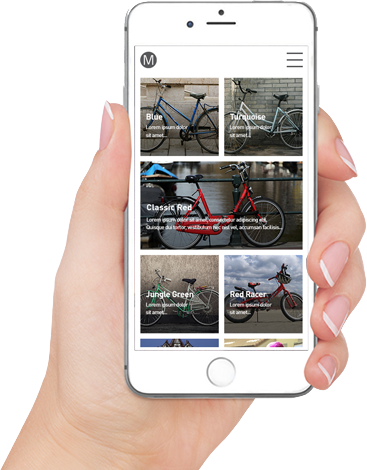 M
Blue
Lorem ipsum dolor
sit amet...
Turquoise
Lorem ipsum dolor
sit amet...
Classic Red
Lorem ipsum dolor sit amet, consectetur adipiscing elit.
Quisque dui tortor, vestibulum nec nisl vel, accumsan facilisis.
Jungle Green
Lorem ipsum dolor
sit amet...
Red Racer
Lorem ipsum dolor
sit amet...